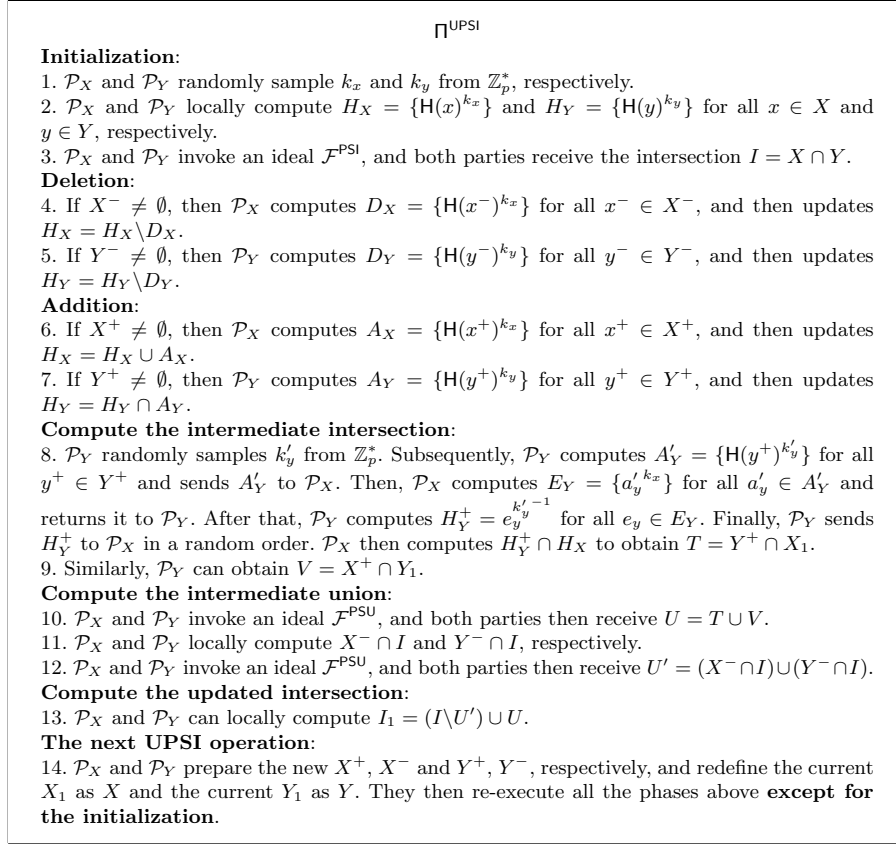 Π^UPSI
Initialization:
1. 𝒫_X and 𝒫_Y randomly sample k_x and k_y from ℤ*_p, respectively.
2. 𝒫_X and 𝒫_Y locally compute H_X = {H(x)^{k_x}} and H_Y = {H(y)^{k_y}} for all x ∈ X and
y ∈ Y, respectively.
3. 𝒫_X and 𝒫_Y invoke an ideal ℱ^PSI, and both parties receive the intersection I = X ∩ Y.
Deletion:
4. If X^− ≠ ∅, then 𝒫_X computes D_X = {H(x^−)^{k_x}} for all x^− ∈ X^−, and then updates
H_X = H_X\D_X.
5. If Y^− ≠ ∅, then 𝒫_Y computes D_Y = {H(y^−)^{k_y}} for all y^− ∈ Y^−, and then updates
H_Y = H_Y\D_Y.
Addition:
6. If X^+ ≠ ∅, then 𝒫_X computes A_X = {H(x^+)^{k_x}} for all x^+ ∈ X^+, and then updates
H_X = H_X ∪ A_X.
7. If Y^+ ≠ ∅, then 𝒫_Y computes A_Y = {H(y^+)^{k_y}} for all y^+ ∈ Y^+, and then updates
H_Y = H_Y ∩ A_Y.
Compute the intermediate intersection:
8. 𝒫_Y randomly samples k′_y from ℤ*_p. Subsequently, 𝒫_Y computes A′_Y = {H(y^+)^{k′_y}} for all
y^+ ∈ Y^+ and sends A′_Y to 𝒫_X. Then, 𝒫_X computes E_Y = {a′_y^{k_x}} for all a′_y ∈ A′_Y and
returns it to 𝒫_Y. After that, 𝒫_Y computes H^+_Y = e_y^{k′_y^{−1}} for all e_y ∈ E_Y. Finally, 𝒫_Y sends
H^+_Y to 𝒫_X in a random order. 𝒫_X then computes H^+_Y ∩ H_X to obtain T = Y^+ ∩ X_1.
9. Similarly, 𝒫_Y can obtain V = X^+ ∩ Y_1.
Compute the intermediate union:
10. 𝒫_X and 𝒫_Y invoke an ideal ℱ^PSU, and both parties then receive U = T ∪ V.
11. 𝒫_X and 𝒫_Y locally compute X^− ∩ I and Y^− ∩ I, respectively.
12. 𝒫_X and 𝒫_Y invoke an ideal ℱ^PSU, and both parties then receive U′ = (X^−∩I)∪(Y^−∩I).
Compute the updated intersection:
13. 𝒫_X and 𝒫_Y can locally compute I_1 = (I\U′) ∪ U.
The next UPSI operation:
14. 𝒫_X and 𝒫_Y prepare the new X^+, X^− and Y^+, Y^−, respectively, and redefine the current
X_1 as X and the current Y_1 as Y. They then re-execute all the phases above except for
the initialization.